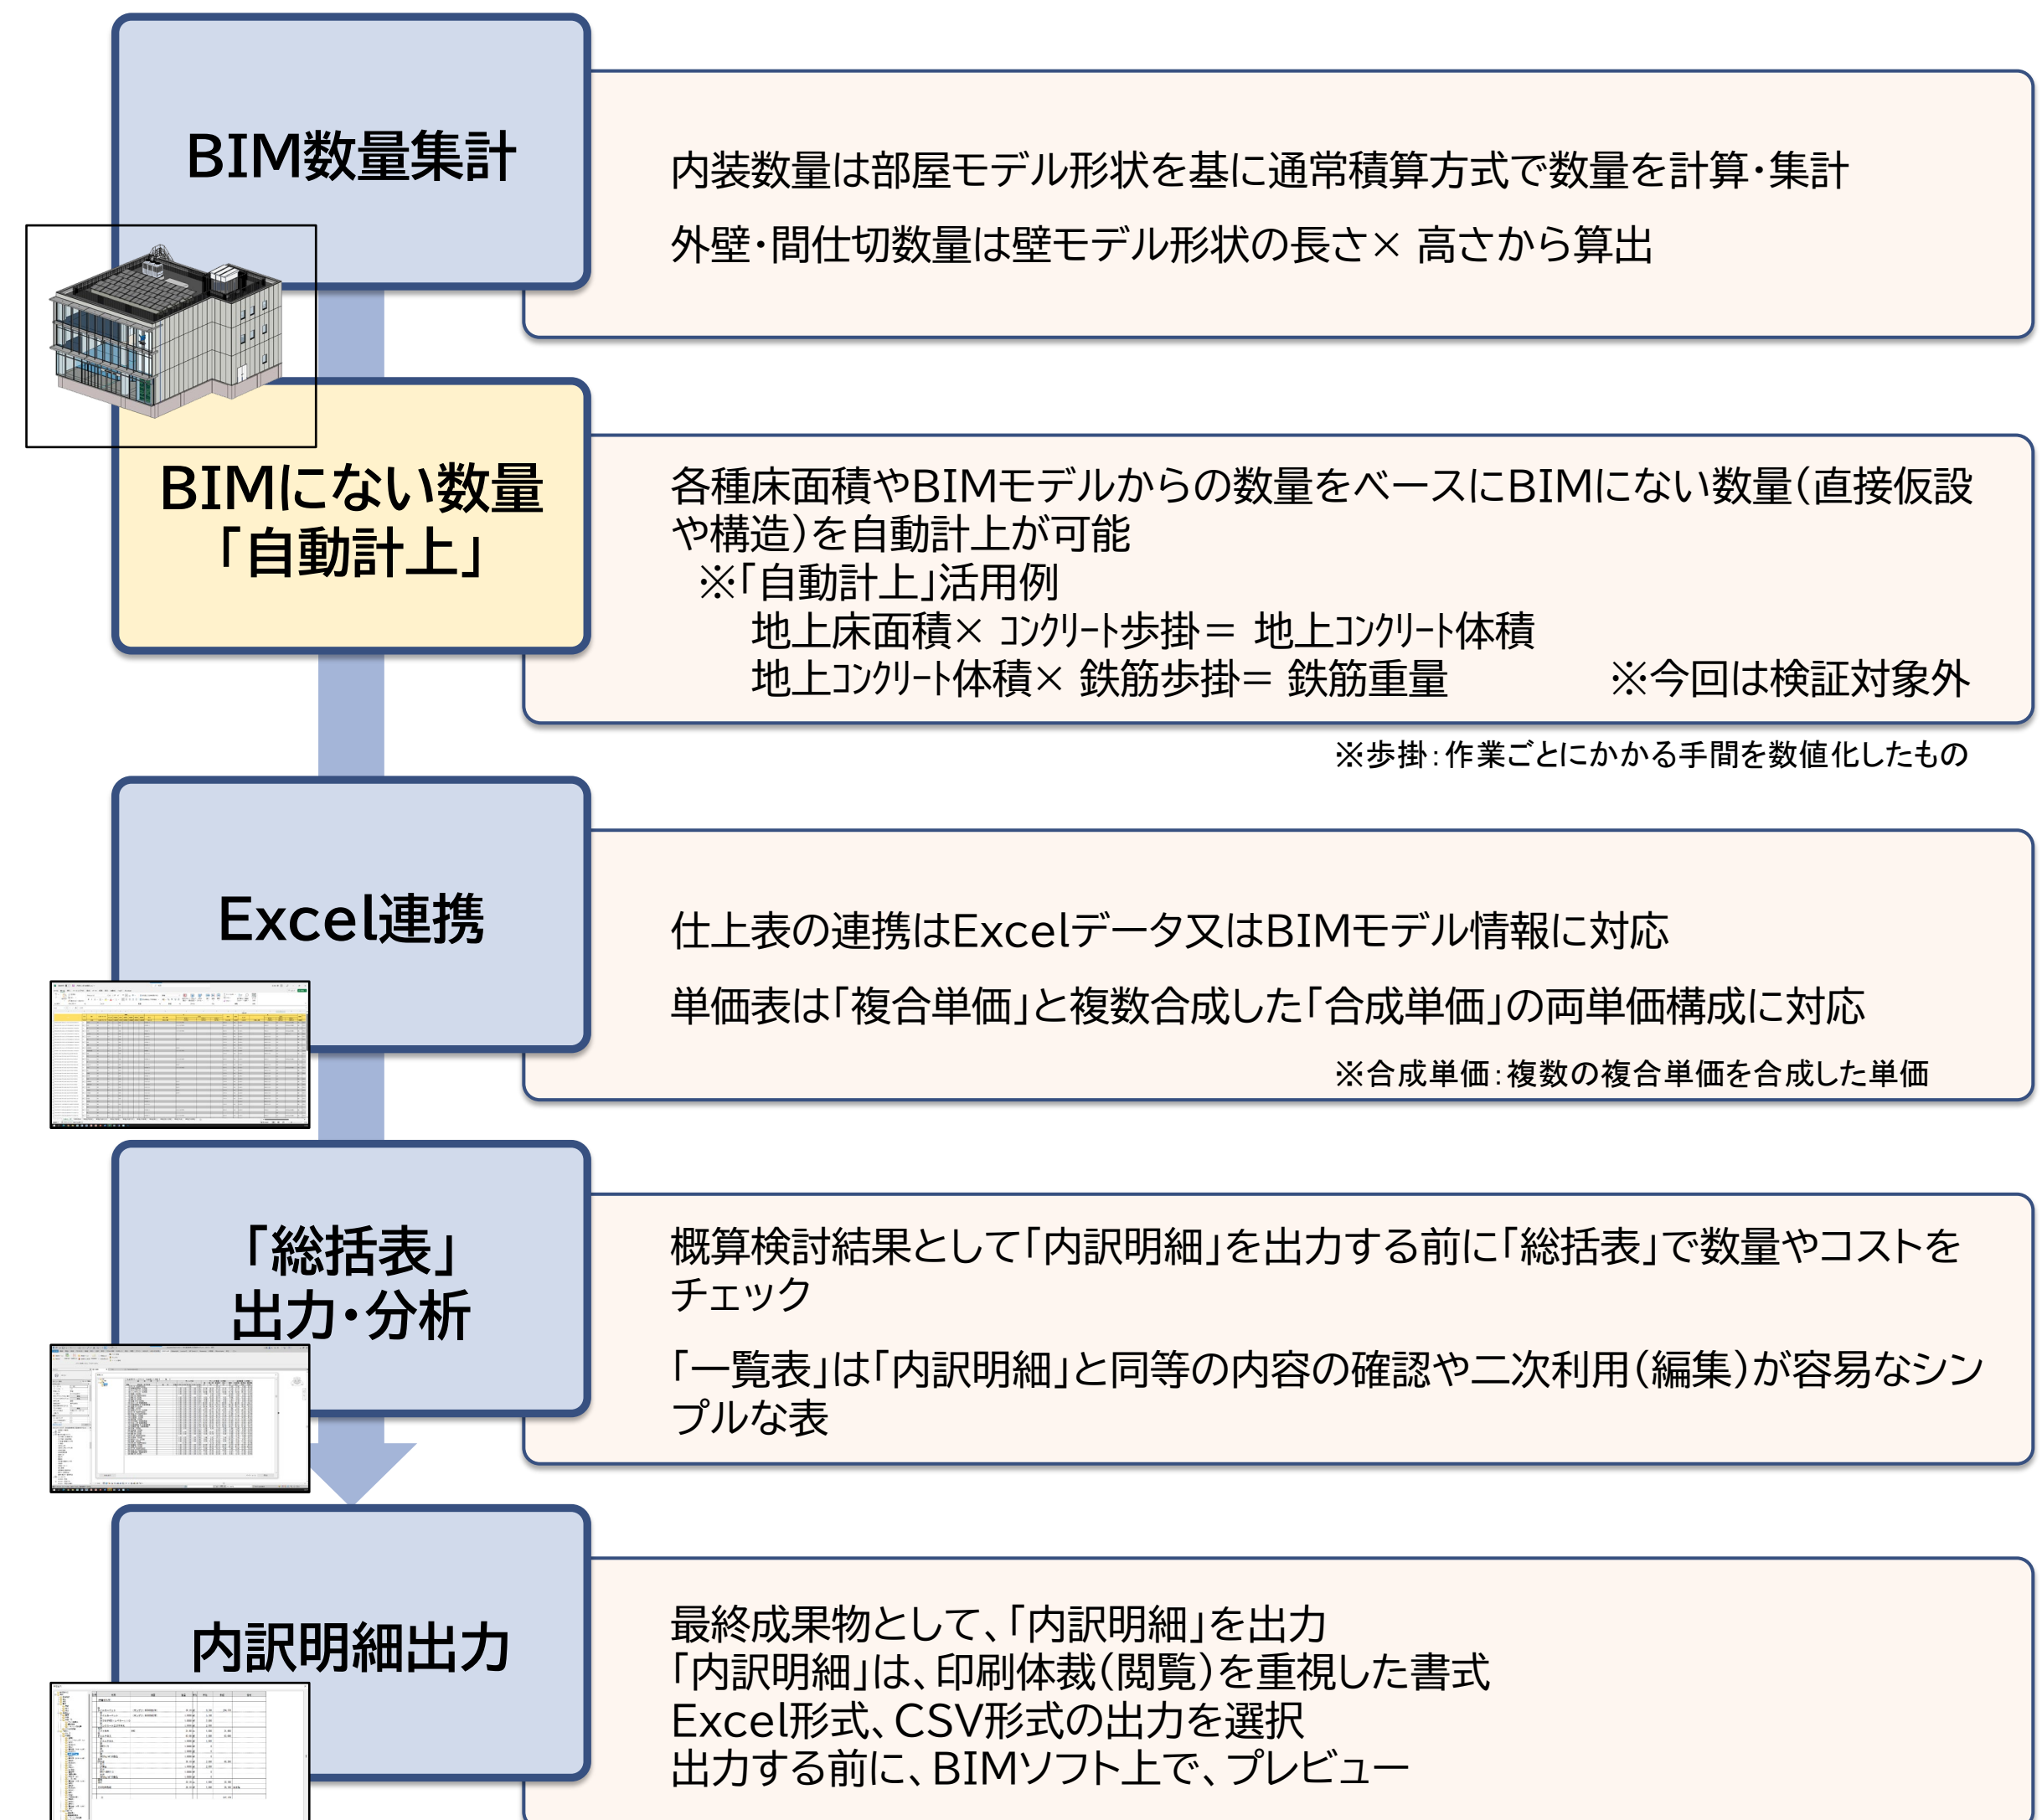 BIM数量集計
内装数量は部屋モデル形状を基に通常積算方式で数量を計算・集計
外壁・間仕切数量は壁モデル形状の長さ× 高さから算出
BIMにない数量
「自動計上」
各種床面積やBIMモデルからの数量をベースにBIMにない数量（直接仮設
や構造）を自動計上が可能
※「自動計上」活用例
地上床面積× ｺﾝｸﾘｰﾄ歩掛＝ 地上ｺﾝｸﾘｰﾄ体積
地上ｺﾝｸﾘｰﾄ体積× 鉄筋歩掛＝ 鉄筋重量 ※今回は検証対象外
※歩掛：作業ごとにかかる手間を数値化したもの
Excel連携
仕上表の連携はExcelデータ又はBIMモデル情報に対応
単価表は「複合単価」と複数合成した「合成単価」の両単価構成に対応
※合成単価：複数の複合単価を合成した単価
「総括表」
出力・分析
概算検討結果として「内訳明細」を出力する前に「総括表」で数量やコストを
チェック
「一覧表」は「内訳明細」と同等の内容の確認や二次利用（編集）が容易なシン
プルな表
内訳明細出力
最終成果物として、「内訳明細」を出力
「内訳明細」は、印刷体裁（閲覧）を重視した書式
Excel形式、CSV形式の出力を選択
出力する前に、BIMソフト上で、プレビュー